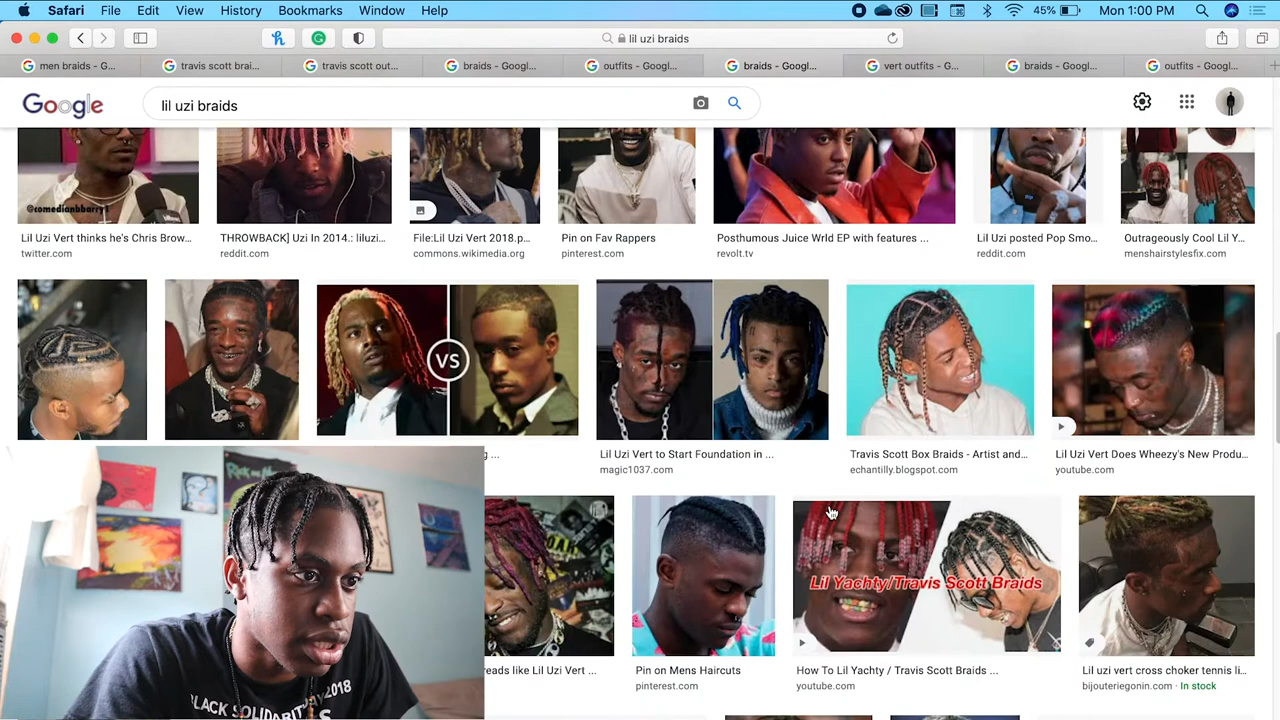 Safari File Edit View History Bookmarks Window Help 45% Mon 1:00 PM
lil uzi braids
men braids - G... travis scott brai... travis scott out... braids - Googl... outfits - Googl... braids - Googl... vert outfits - G... braids - Googl... outfits - Googl...
Google lil uzi braids
@comedianbbarry1
Lil Uzi Vert thinks he's Chris Brow... THROWBACK] Uzi In 2014.: liluzi... File:Lil Uzi Vert 2018.p... Pin on Fav Rappers Posthumous Juice Wrld EP with features ... Lil Uzi posted Pop Smo... Outrageously Cool Lil Y...
twitter.com reddit.com commons.wikimedia.org pinterest.com revolt.tv reddit.com menshairstylesfix.com
VS
g ... Lil Uzi Vert to Start Foundation in ... Travis Scott Box Braids - Artist and... Lil Uzi Vert Does Wheezy's New Produ...
magic1037.com echantilly.blogspot.com youtube.com
Lil Yachty/Travis Scott Braids
reads like Lil Uzi Vert ... Pin on Mens Haircuts How To Lil Yachty / Travis Scott Braids ... Lil uzi vert cross choker tennis li...
pinterest.com youtube.com bijouteriegonin.com · In stock
BLACK SOLIDARITY DAY 2018